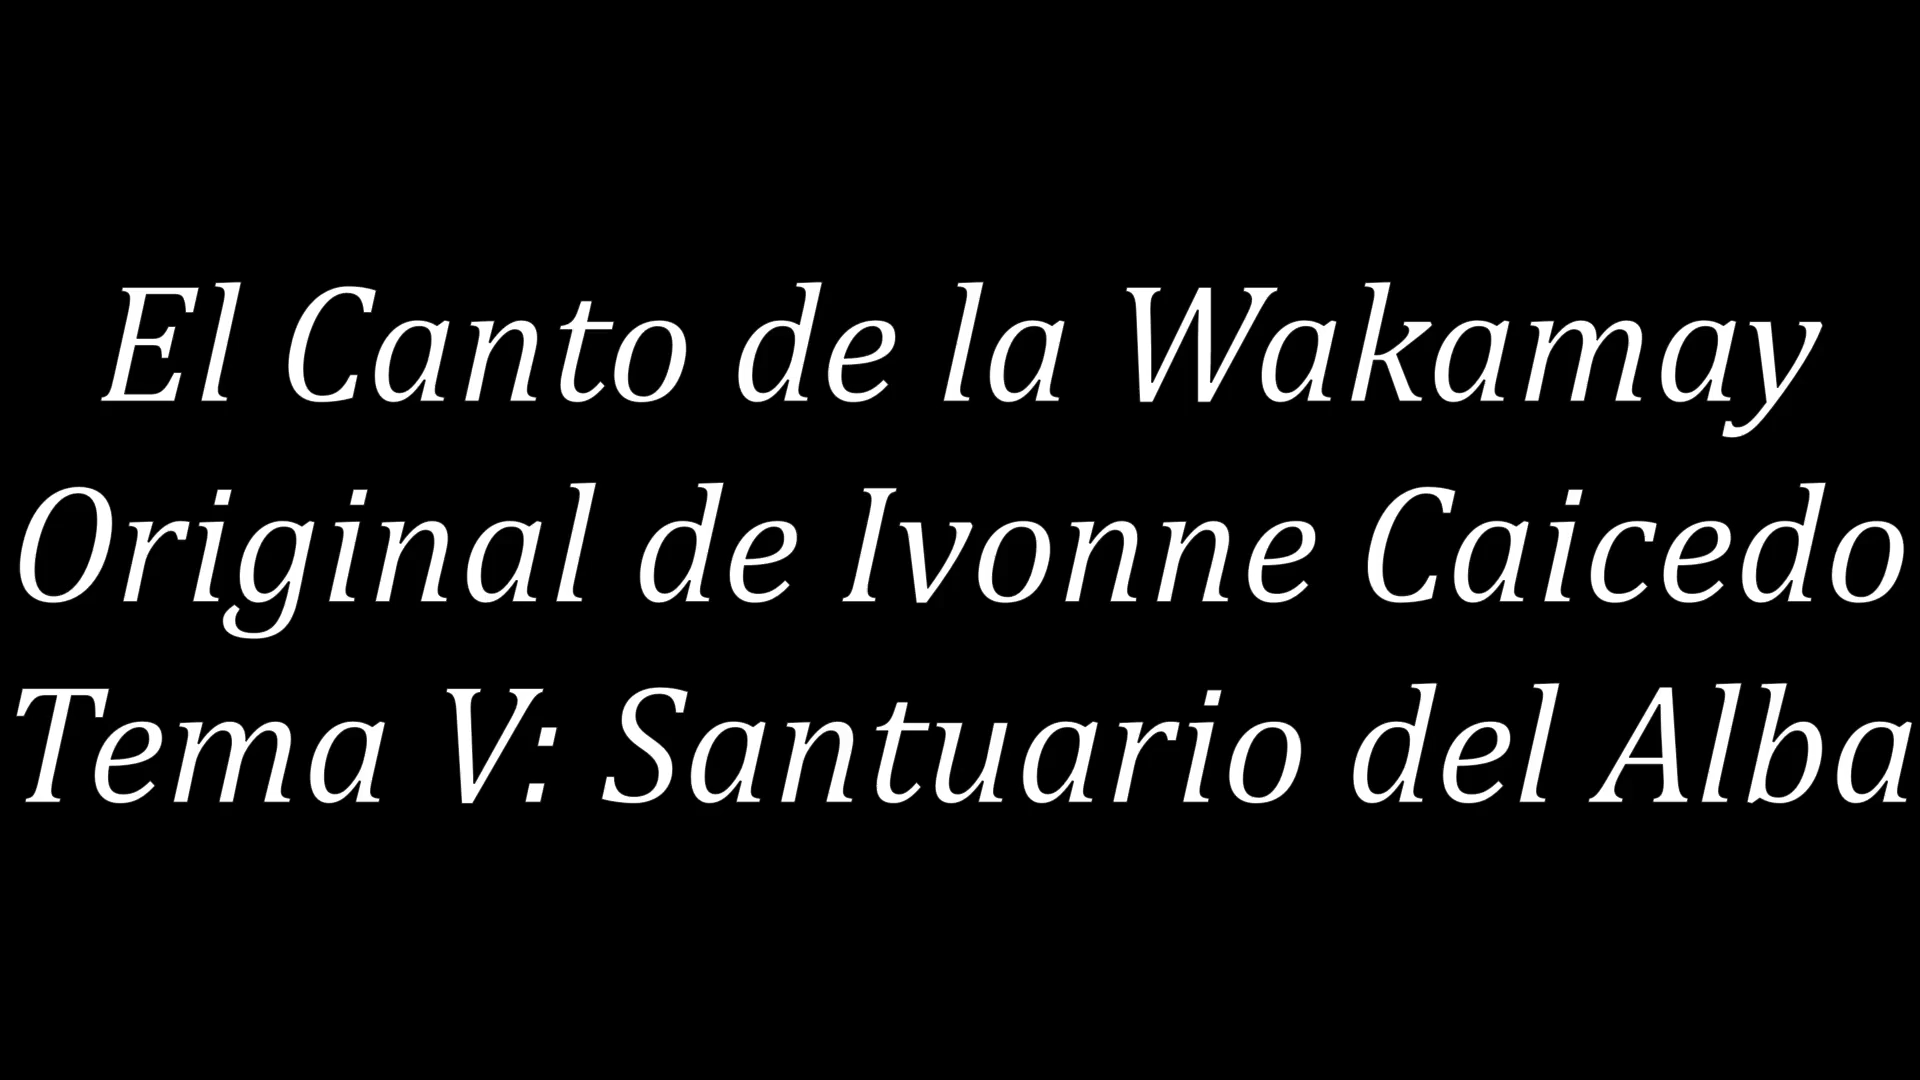 El Canto de la Wakamay
Original de Ivonne Caicedo
Tema V: Santuario del Alba